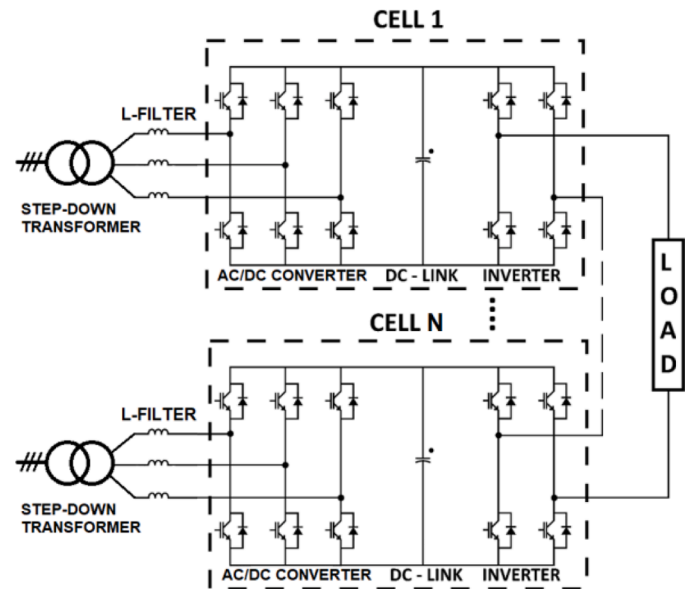 CELL 1
L-FILTER
STEP-DOWN
TRANSFORMER
AC/DC CONVERTER DC - LINK INVERTER
LOAD
CELL N
L-FILTER
STEP-DOWN
TRANSFORMER
AC/DC CONVERTER DC - LINK INVERTER